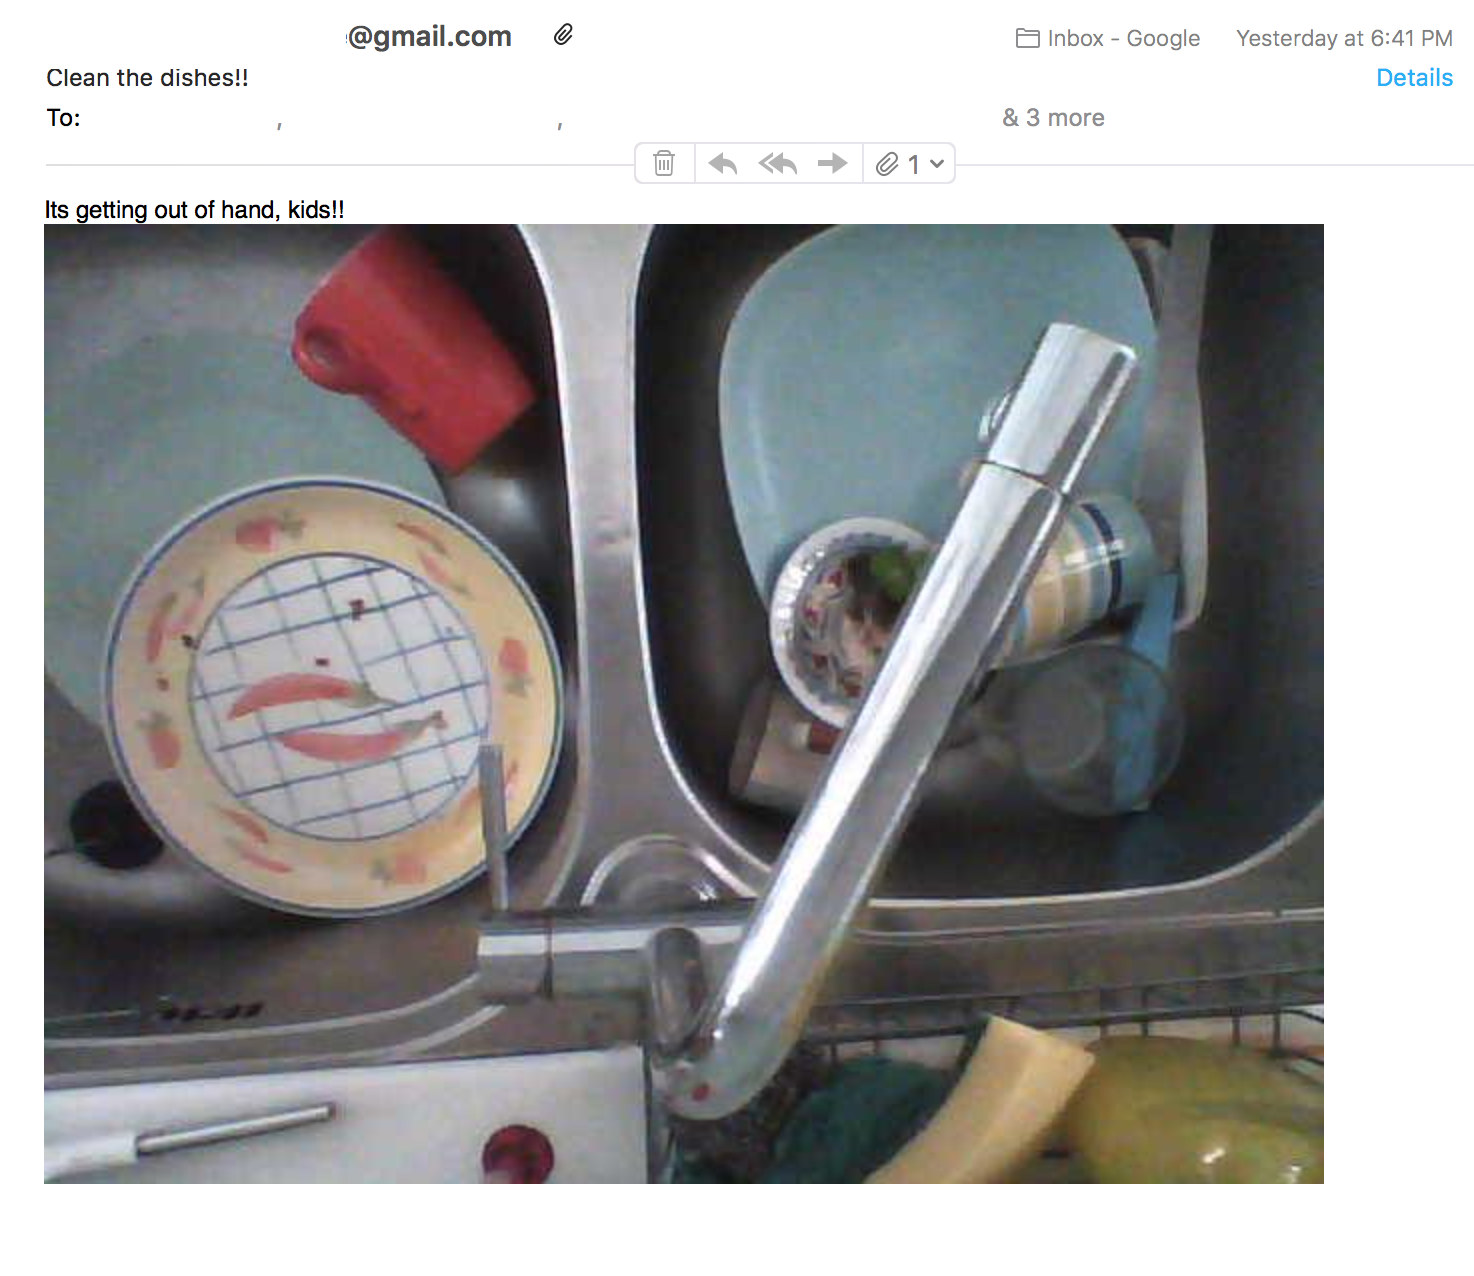 @gmail.com
Inbox - Google Yesterday at 6:41 PM
Clean the dishes!!
Details
To: , , & 3 more
1
Its getting out of hand, kids!!